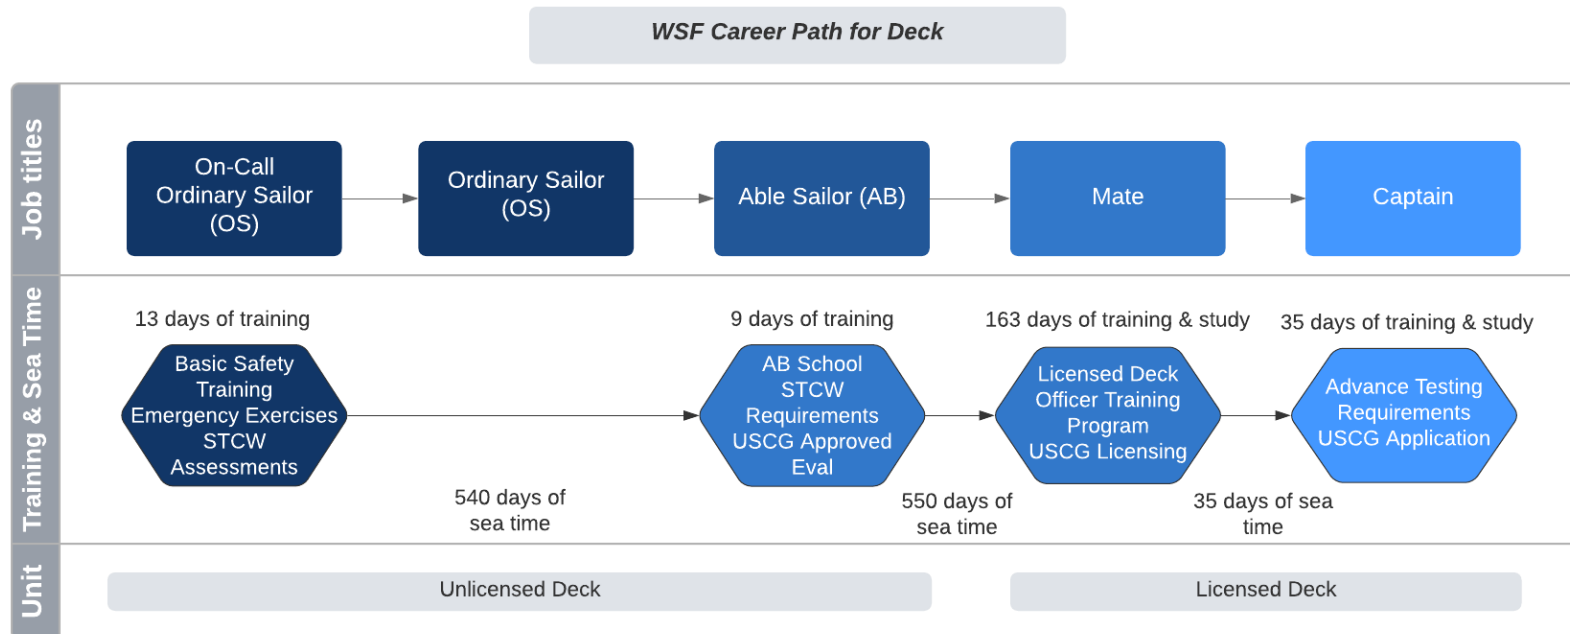 WSF Career Path for Deck
Job titles
On-Call
Ordinary Sailor
(OS)
Ordinary Sailor
(OS)
Able Sailor (AB)
Mate
Captain
Training & Sea Time
13 days of training
9 days of training
163 days of training & study
35 days of training & study
Basic Safety
Training
Emergency Exercises
STCW
Assessments
AB School
STCW
Requirements
USCG Approved
Eval
Licensed Deck
Officer Training
Program
USCG Licensing
Advance Testing
Requirements
USCG Application
540 days of
sea time
550 days of
sea time
35 days of sea
time
Unit
Unlicensed Deck
Licensed Deck